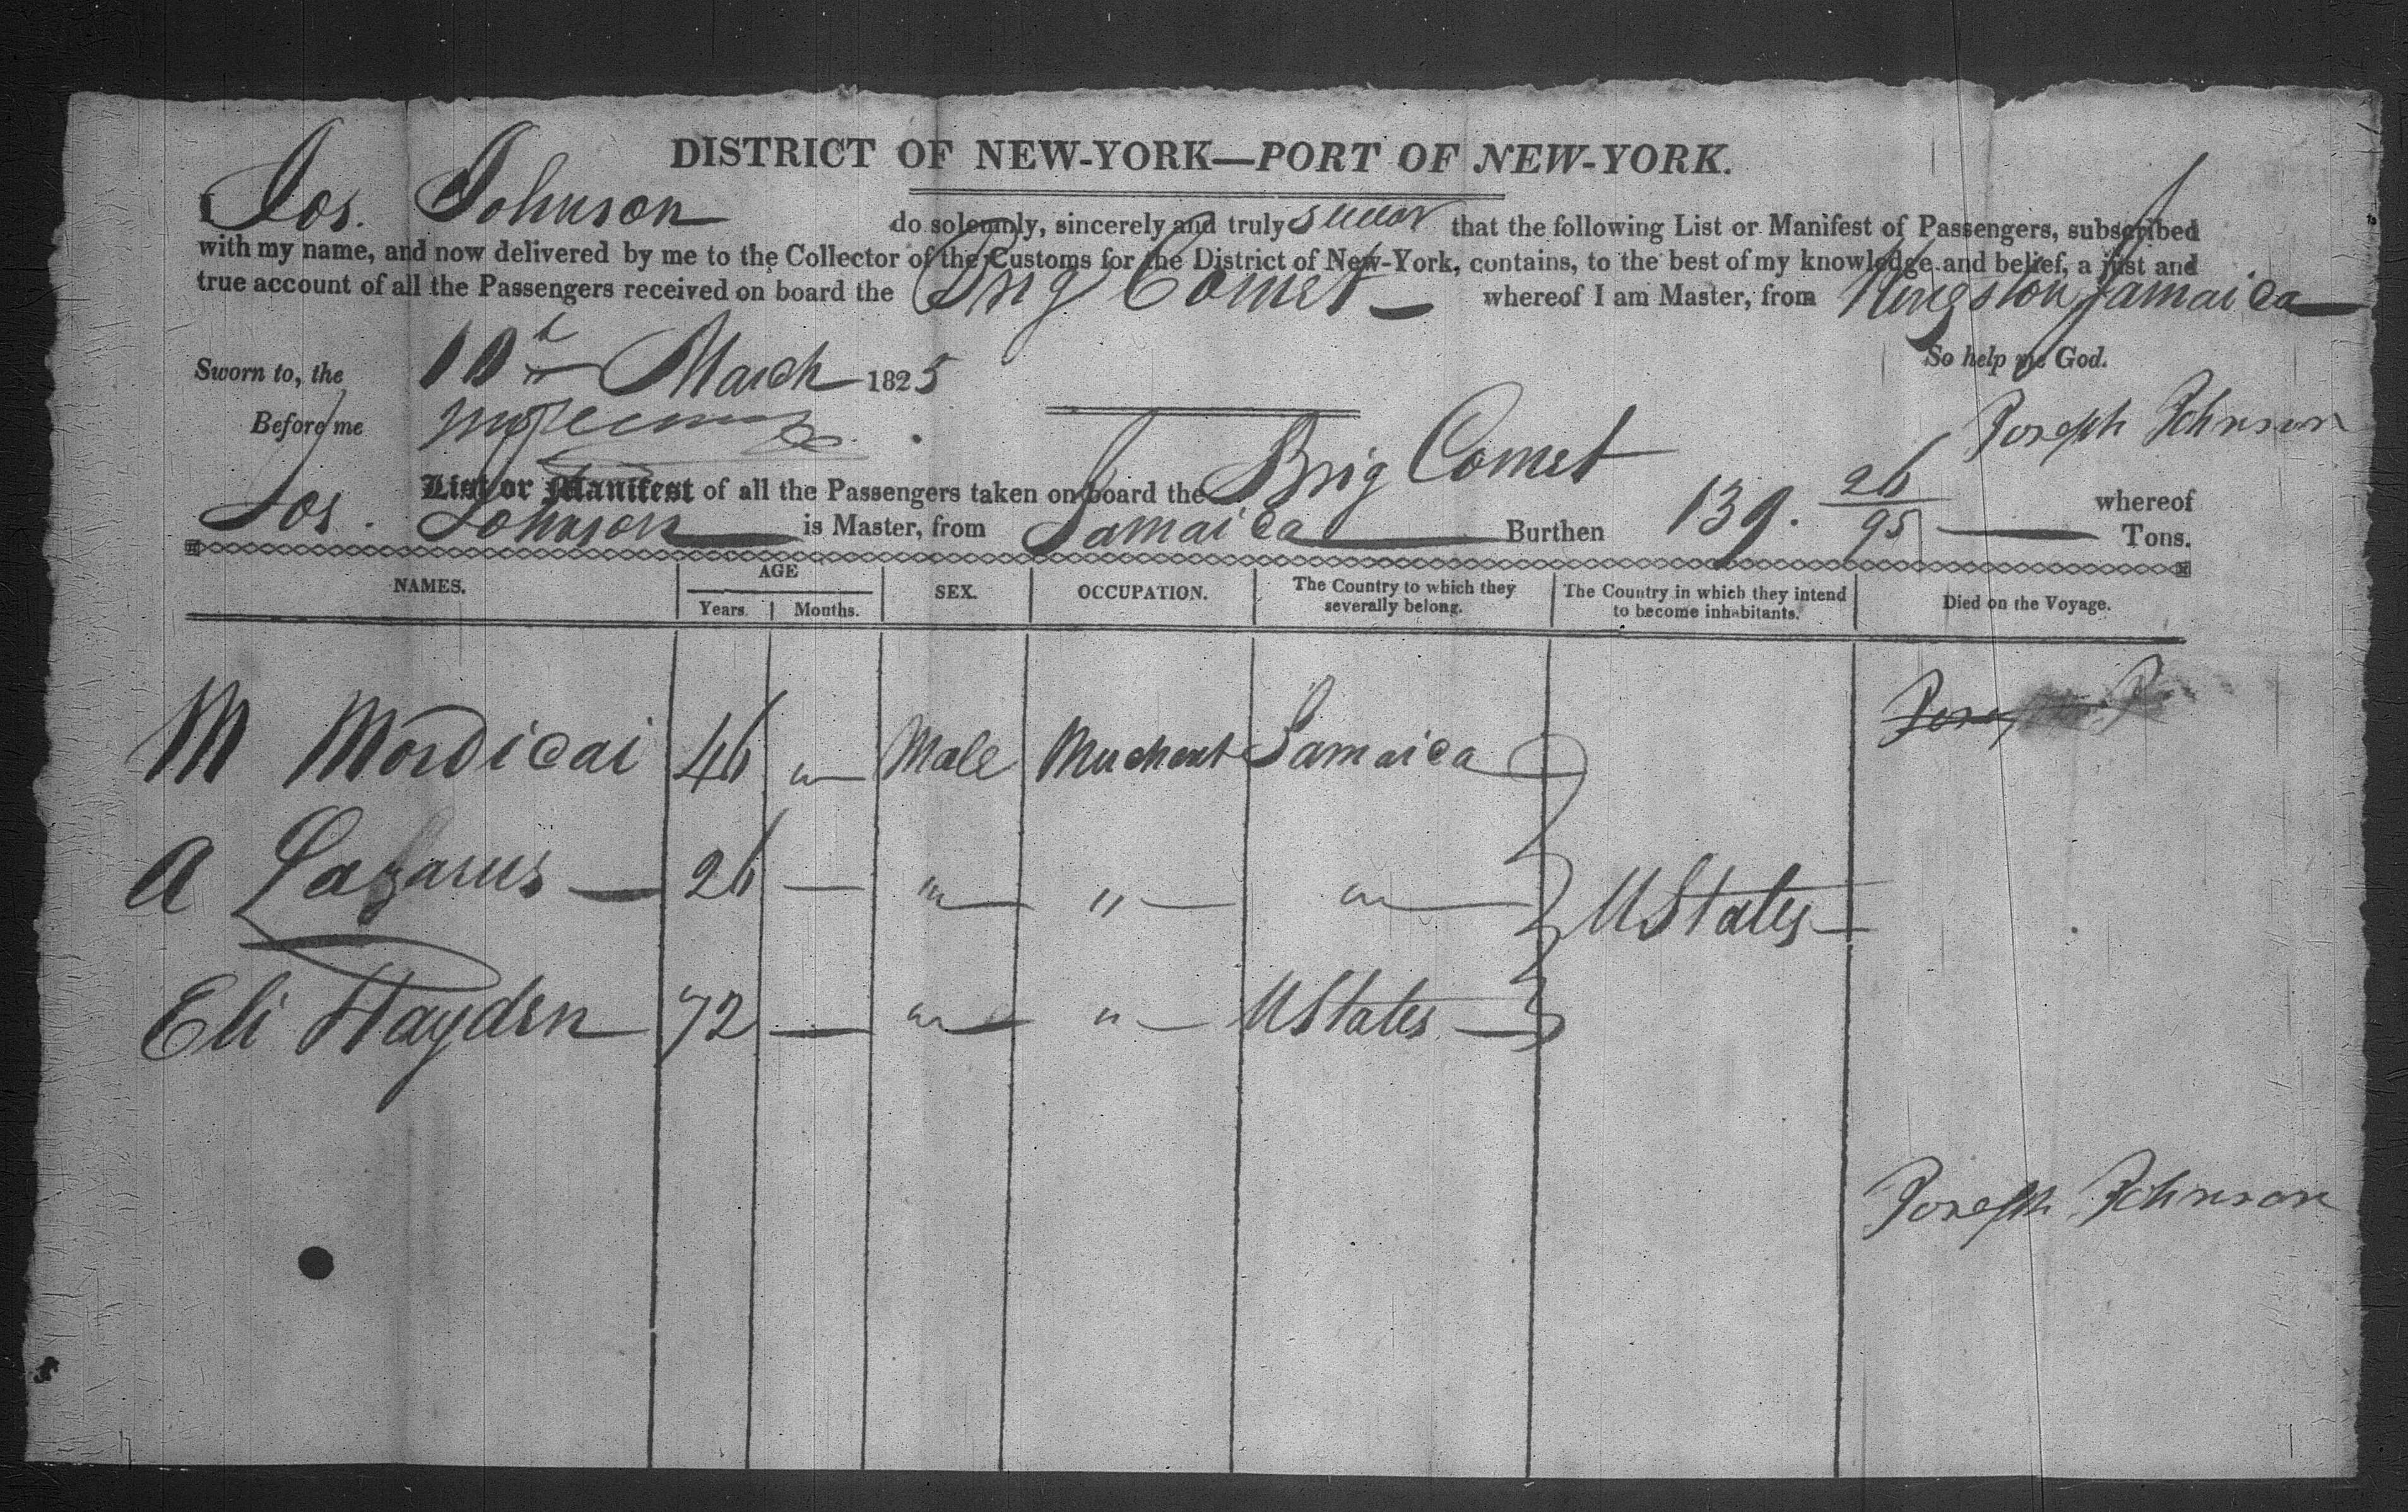 DISTRICT OF NEW-YORK—PORT OF NEW-YORK.
Jos. Johnson do solemnly, sincerely and truly swear that the following List or Manifest of Passengers, subscribed
with my name, and now delivered by me to the Collector of the Customs for the District of New-York, contains, to the best of my knowledge and belief, a just and
true account of all the Passengers received on board the Brig Comet — whereof I am Master, from Kingston Jamaica
So help me God.
Sworn to, the 10th March 1825
Joseph Johnson
Before me
List or Manifest of all the Passengers taken on board the Brig Comet whereof
Jos. Johnson is Master, from Jamaica Burthen 139. 26/95 Tons.
NAMES. AGE Years. Months. SEX. OCCUPATION. The Country to which they severally belong. The Country in which they intend to become inhabitants. Died on the Voyage.
M Mordicai 46 " Male Merchant Jamaica
A Lazarus — 26 — " " — " — U States —
Eli Hayden 72 — " " — U States —
Joseph Johnson